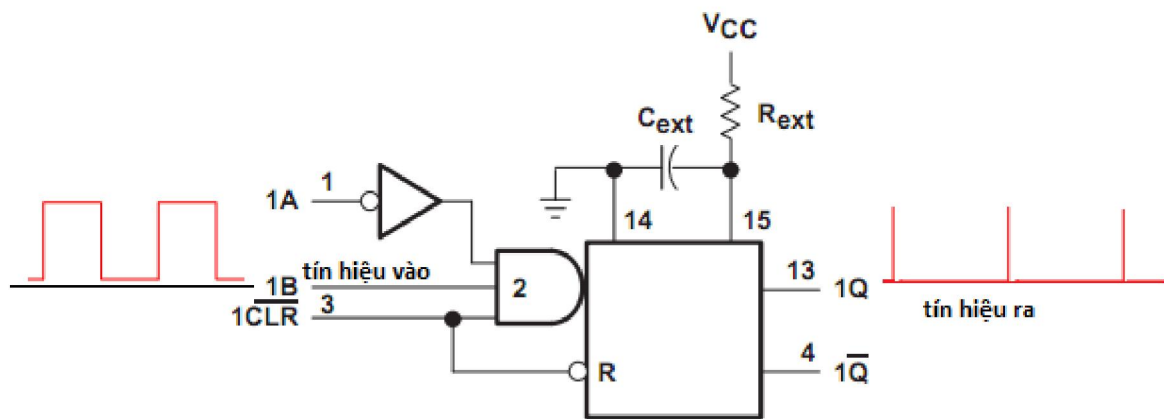 VCC
Rext
Cext
1
1A
14
15
tín hiệu vào
1B
2
13
1Q
3
1C̅L̅R̅
tín hiệu ra
R
4
1Q̅